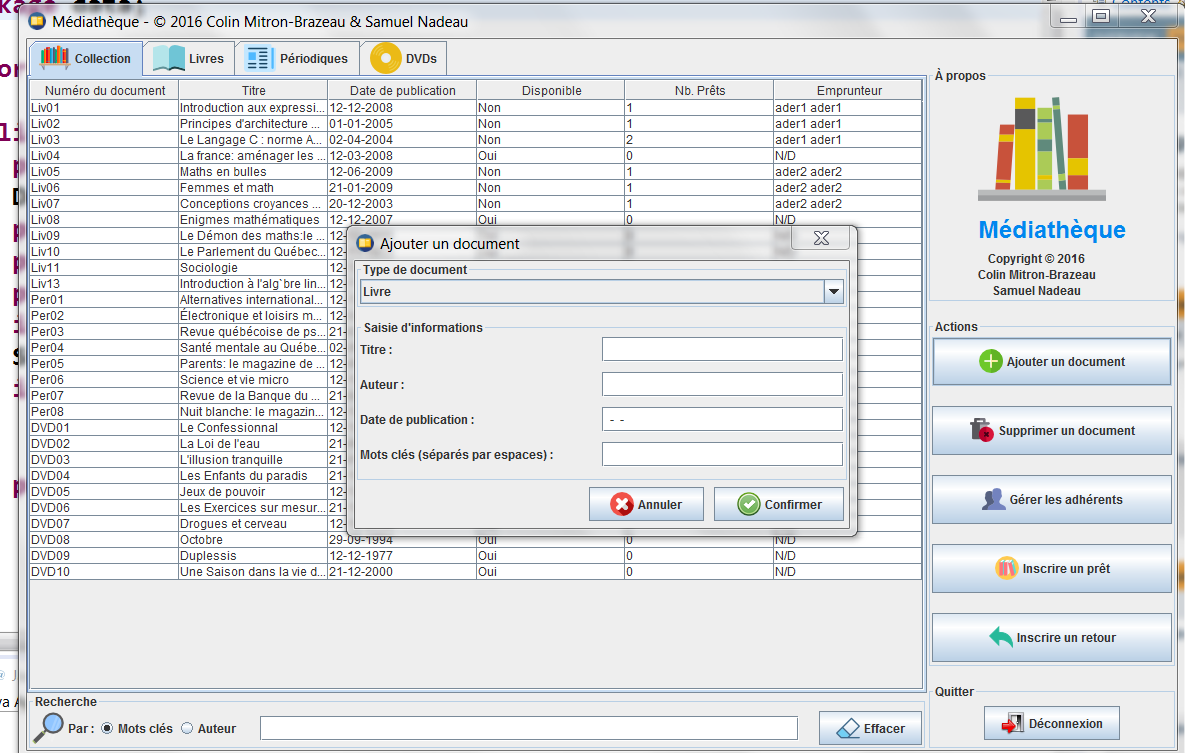 Médiathèque - © 2016 Colin Mitron-Brazeau & Samuel Nadeau
Collection Livres Périodiques DVDs
Numéro du document Titre Date de publication Disponible Nb. Prêts Emprunteur
Liv01 Introduction aux expressi... 12-12-2008 Non 1 ader1 ader1
Liv02 Principes d'architecture ... 01-01-2005 Non 1 ader1 ader1
Liv03 Le Langage C : norme A... 02-04-2004 Non 2 ader1 ader1
Liv04 La france: aménager les ... 12-03-2008 Oui 0 N/D
Liv05 Maths en bulles 12-06-2009 Non 1 ader2 ader2
Liv06 Femmes et math 21-01-2009 Non 1 ader2 ader2
Liv07 Conceptions croyances ... 20-12-2003 Non 1 ader2 ader2
Liv08 Enigmes mathématiques 12-12-2007 Oui 0 N/D
Liv09 Le Démon des maths:le ... 12-
Liv10 Le Parlement du Québec... 12-
Liv11 Sociologie 12-
Liv13 Introduction à l'alg`bre lin... 12-
Per01 Alternatives international... 12-
Per02 Électronique et loisirs m... 12-
Per03 Revue québécoise de ps... 21-
Per04 Santé mentale au Québe... 02-
Per05 Parents: le magazine de ... 12-
Per06 Science et vie micro 12-
Per07 Revue de la Banque du ... 21-
Per08 Nuit blanche: le magazin... 12-
DVD01 Le Confessionnal 12-
DVD02 La Loi de l'eau 21-
DVD03 L'illusion tranquille 21-
DVD04 Les Enfants du paradis 21-
DVD05 Jeux de pouvoir 12-
DVD06 Les Exercices sur mesur... 21-
DVD07 Drogues et cerveau 12-
DVD08 Octobre 29-09-1994 Oui 0 N/D
DVD09 Duplessis 12-12-1977 Oui 0 N/D
DVD10 Une Saison dans la vie d... 21-12-2000 Oui 0 N/D
Ajouter un document
Type de document
Livre
Saisie d'informations
Titre :
Auteur :
Date de publication : - -
Mots clés (séparés par espaces) :
Annuler Confirmer
À propos
Médiathèque
Copyright © 2016
Colin Mitron-Brazeau
Samuel Nadeau
Actions
Ajouter un document
Supprimer un document
Gérer les adhérents
Inscrire un prêt
Inscrire un retour
Quitter
Déconnexion
Recherche
Par : Mots clés Auteur Effacer